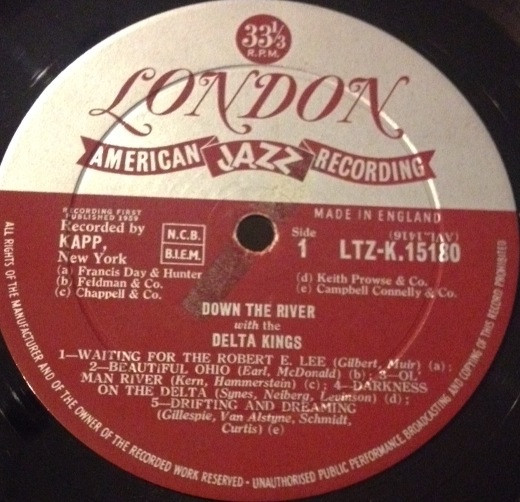 33 1/3
R.P.M.
LONDON
AMERICAN JAZZ RECORDING
RECORDING FIRST
PUBLISHED 1959
MADE IN ENGLAND
Recorded by
KAPP,
New York
N.C.B.
B.I.E.M.
Side
1
(AVL.1416)
LTZ-K.15180
(a) Francis Day & Hunter
(b) Feldman & Co.
(c) Chappell & Co.
(d) Keith Prowse & Co.
(e) Campbell Connelly & Co.
DOWN THE RIVER
with the
DELTA KINGS
1—WAITING FOR THE ROBERT E. LEE (Gilbert, Muir) (a);
2—BEAUTIFUL OHIO (Earl, McDonald) (b); 3—OL'
MAN RIVER (Kern, Hammerstein) (c); 4—DARKNESS
ON THE DELTA (Symes, Neiberg, Levinson) (d);
5—DRIFTING AND DREAMING
(Gillespie, Van Alstyne, Schmidt,
Curtis) (e)
ALL RIGHTS OF THE MANUFACTURER AND OF THE OWNER OF THE RECORDED WORK RESERVED - UNAUTHORISED PUBLIC PERFORMANCE, BROADCASTING AND COPYING OF THIS RECORD PROHIBITED